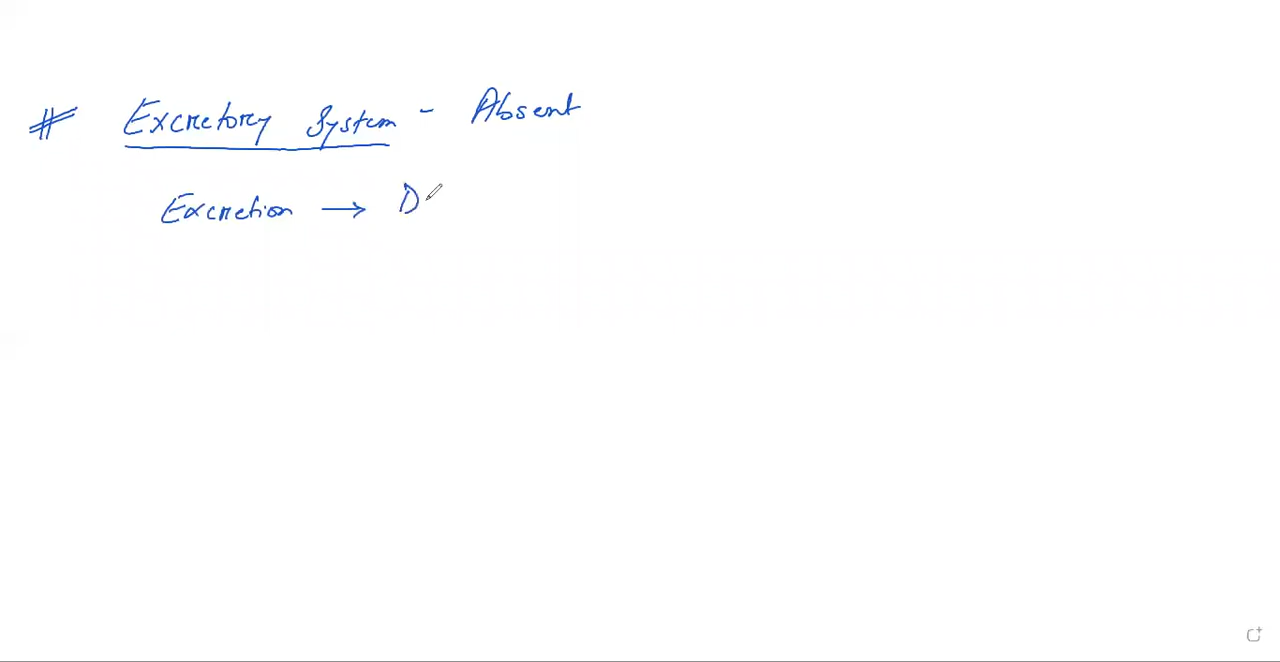 # Excretory System - Absent
Excretion → D